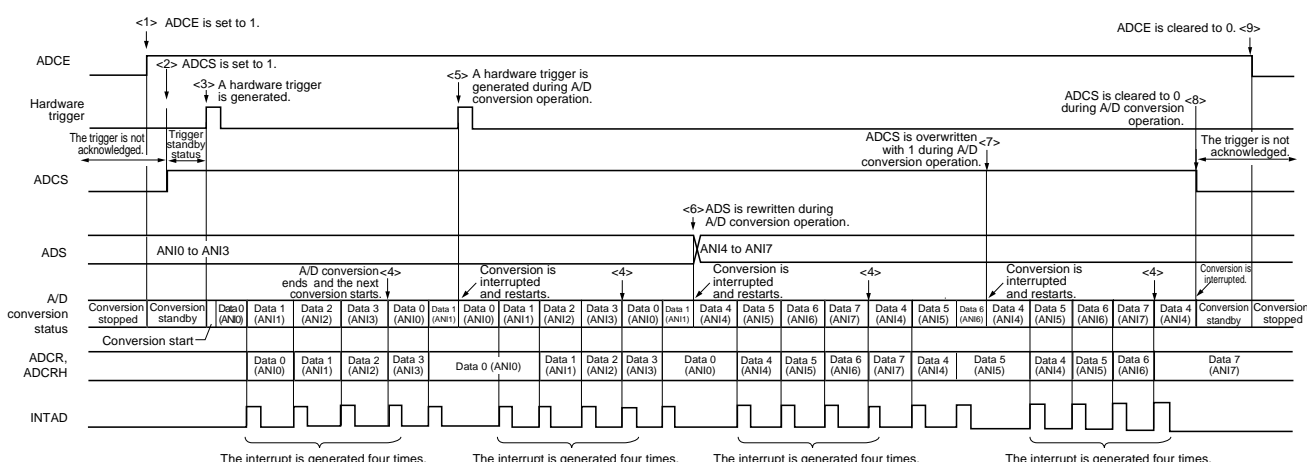 <1> ADCE is set to 1.
ADCE is cleared to 0. <9>
ADCE
<2> ADCS is set to 1.
<3> A hardware trigger
is generated.
<5> A hardware trigger is
generated during A/D
conversion operation.
ADCS is cleared to 0 <8>
during A/D conversion
operation.
Hardware
trigger
The trigger is not
acknowledged.
Trigger
standby
status
ADCS is overwritten
with 1 during A/D <7>
conversion operation.
The trigger is not
acknowledged.
ADCS
<6> ADS is rewritten during
A/D conversion operation.
ADS
ANI0 to ANI3
ANI4 to ANI7
A/D conversion <4>
ends and the next
conversion starts.
Conversion is
interrupted
and restarts.
<4>
Conversion is
interrupted
and restarts.
<4>
Conversion is
interrupted
and restarts.
<4>
Conversion is
interrupted.
A/D
conversion
status
Conversion stopped
Conversion standby
Data 0 (ANI0)
Data 1 (ANI1)
Data 2 (ANI2)
Data 3 (ANI3)
Data 0 (ANI0)
Data 1 (ANI1)
Data 0 (ANI0)
Data 1 (ANI1)
Data 2 (ANI2)
Data 3 (ANI3)
Data 0 (ANI0)
Data 1 (ANI1)
Data 4 (ANI4)
Data 5 (ANI5)
Data 6 (ANI6)
Data 7 (ANI7)
Data 4 (ANI4)
Data 5 (ANI5)
Data 6 (ANI6)
Data 4 (ANI4)
Data 5 (ANI5)
Data 6 (ANI6)
Data 7 (ANI7)
Data 4 (ANI4)
Conversion standby
Conversion stopped
Conversion start
ADCR,
ADCRH
Data 0 (ANI0)
Data 1 (ANI1)
Data 2 (ANI2)
Data 3 (ANI3)
Data 0 (ANI0)
Data 1 (ANI1)
Data 2 (ANI2)
Data 3 (ANI3)
Data 0 (ANI0)
Data 4 (ANI4)
Data 5 (ANI5)
Data 6 (ANI6)
Data 7 (ANI7)
Data 4 (ANI4)
Data 5 (ANI5)
Data 4 (ANI4)
Data 5 (ANI5)
Data 6 (ANI6)
Data 7 (ANI7)
INTAD
The interrupt is generated four times.
The interrupt is generated four times.
The interrupt is generated four times.
The interrupt is generated four times.